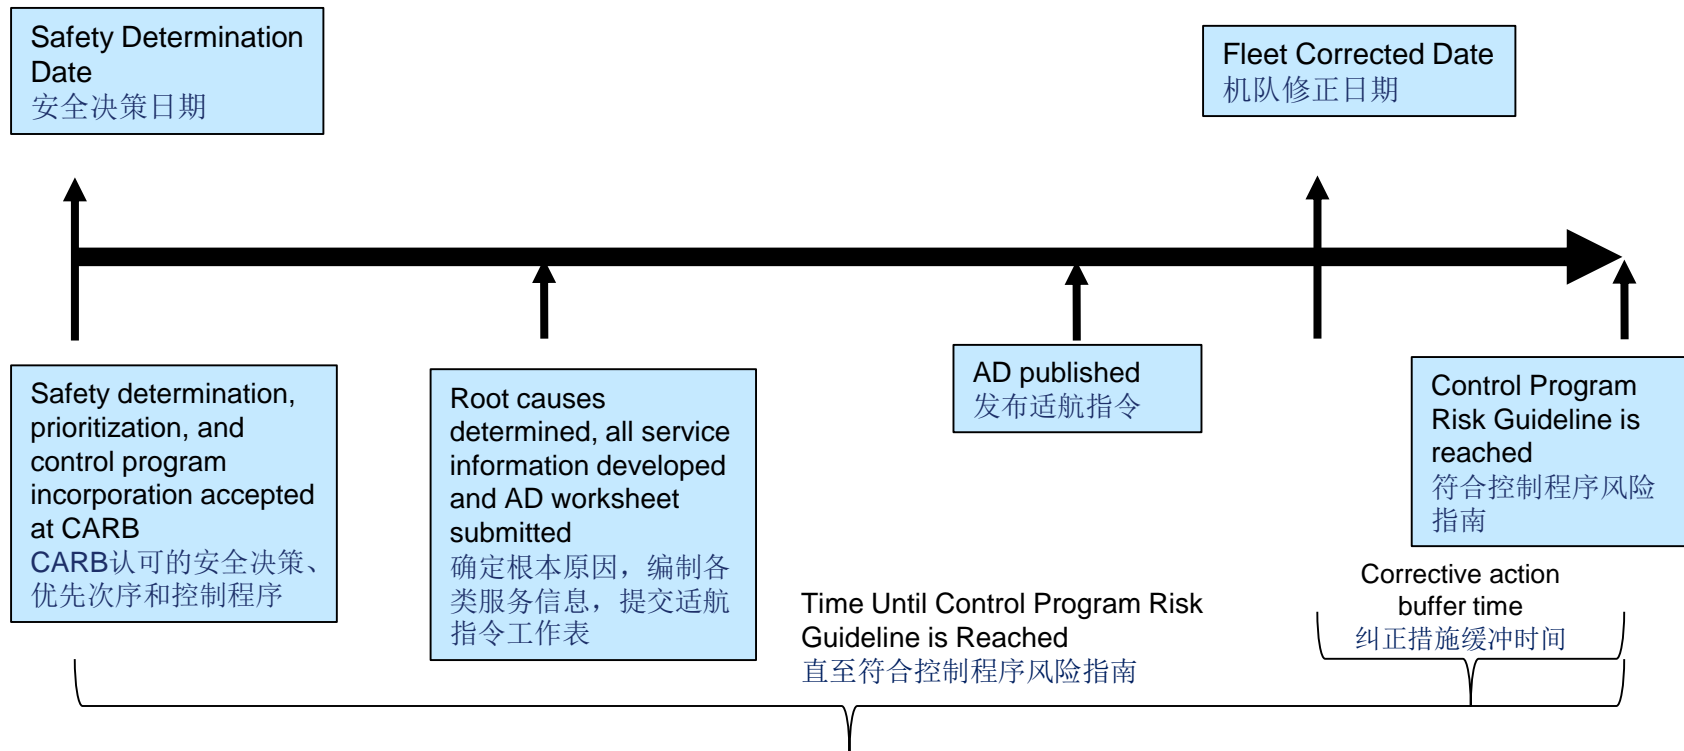 Safety Determination
Date
安全决策日期
Fleet Corrected Date
机队修正日期
Safety determination,
prioritization, and
control program
incorporation accepted
at CARB
CARB认可的安全决策、
优先次序和控制程序
Root causes
determined, all service
information developed
and AD worksheet
submitted
确定根本原因，编制各
类服务信息，提交适航
指令工作表
AD published
发布适航指令
Control Program
Risk Guideline is
reached
符合控制程序风险
指南
Time Until Control Program Risk
Guideline is Reached
直至符合控制程序风险指南
Corrective action
buffer time
纠正措施缓冲时间